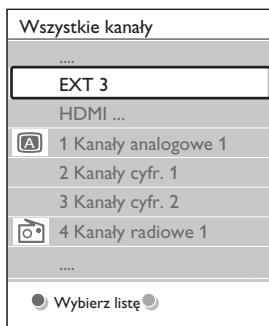 Wszystkie kanały
....
EXT 3
HDMI ...
A 1 Kanały analogowe 1
2 Kanały cyfr. 1
3 Kanały cyfr. 2
4 Kanały radiowe 1
....
Wybierz listę